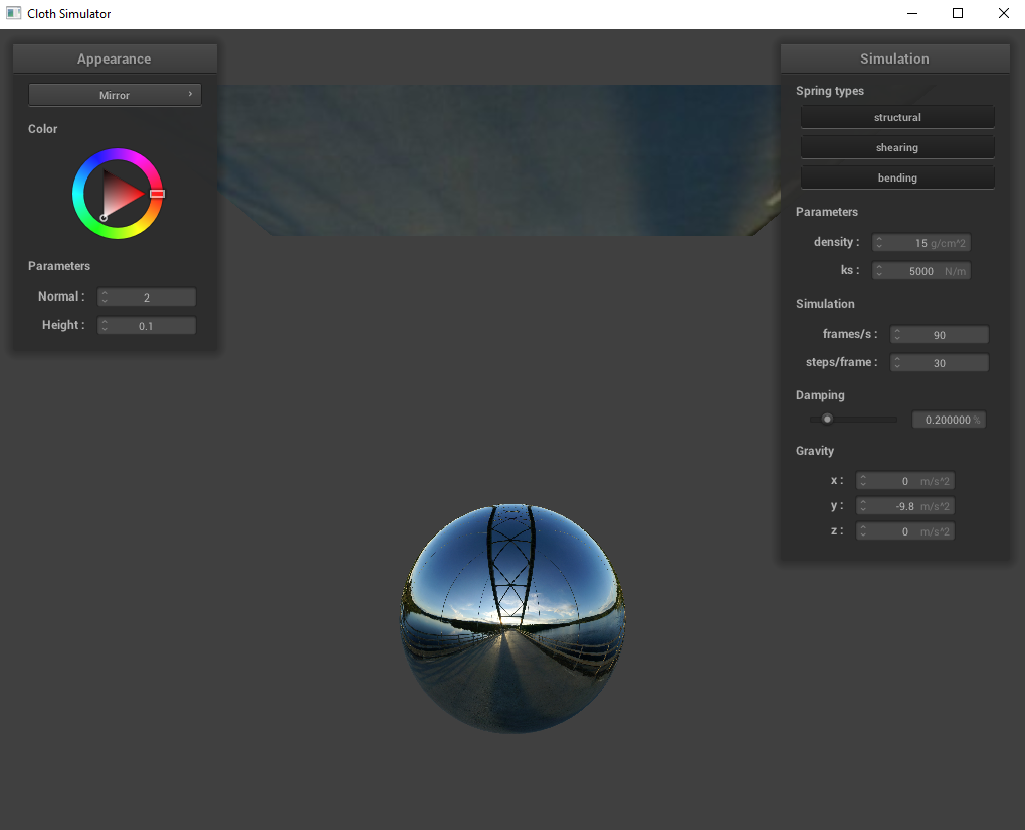 Cloth Simulator
Appearance
Mirror
Color
Parameters
Normal : 2
Height : 0.1
Simulation
Spring types
structural
shearing
bending
Parameters
density : 15 g/cm^2
ks : 5000 N/m
Simulation
frames/s : 90
steps/frame : 30
Damping
0.200000 %
Gravity
x : 0 m/s^2
y : -9.8 m/s^2
z : 0 m/s^2